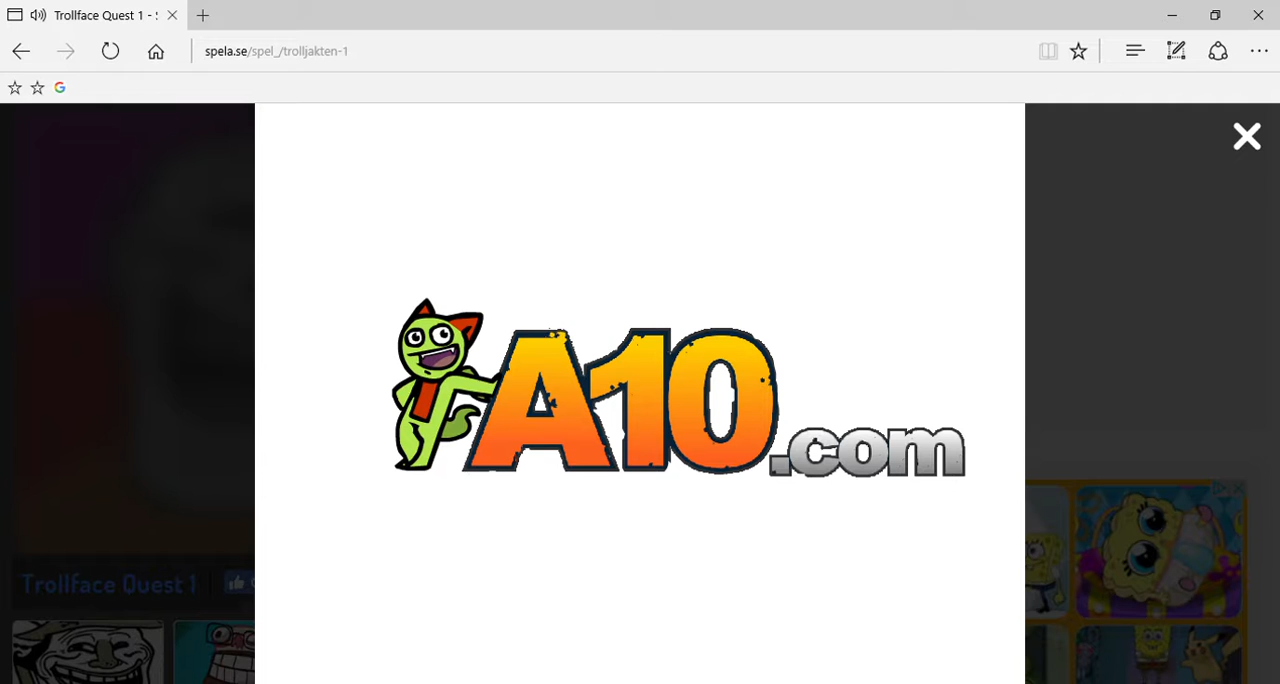 Trollface Quest 1 - S
spela.se/spel_/trolljakten-1
A10.com
Trollface Quest 1